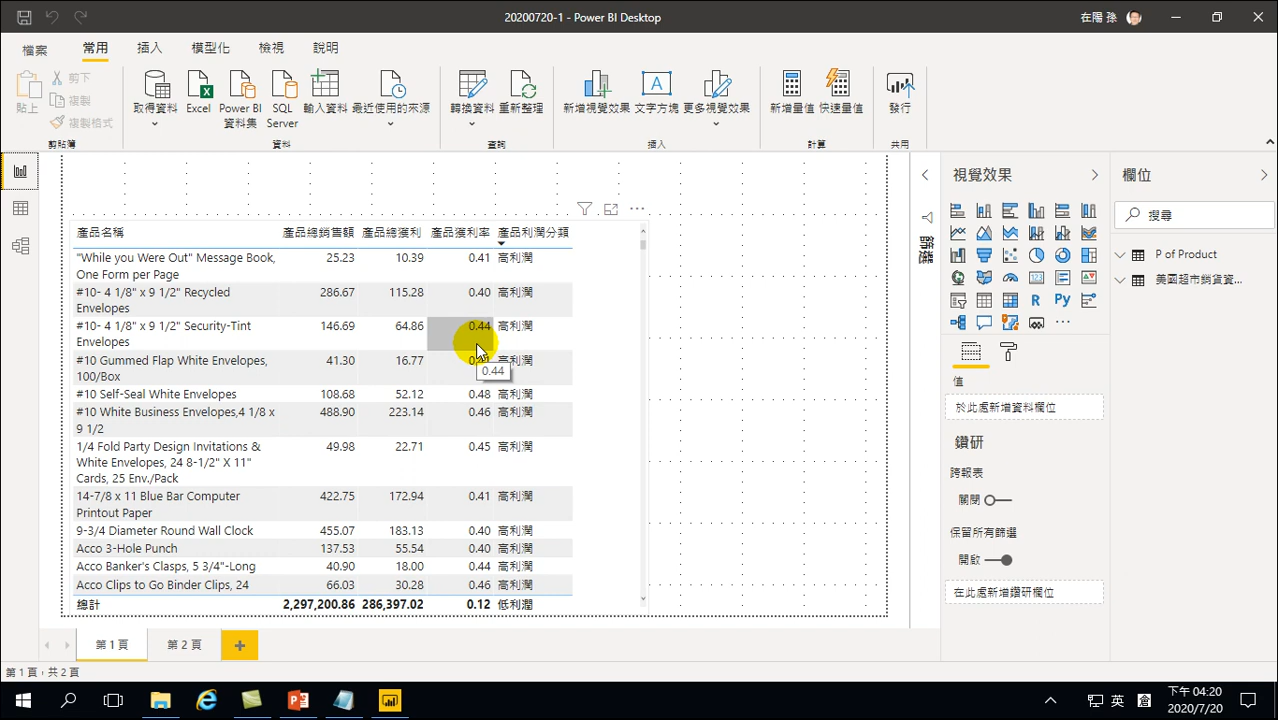 20200720-1 - Power BI Desktop
在陽 孫
檔案 常用 插入 模型化 檢視 說明
貼上 剪下
複製
複製格式
取得資料 Excel Power BI 資料集 SQL Server 輸入資料 最近使用的來源 轉換資料 重新整理 新增視覺效果 文字方塊 更多視覺效果 新增量值 快速量值 發行
剪貼簿 資料 查詢 插入 計算 共用
產品名稱 產品總銷售額 產品總獲利 產品獲利率 產品利潤分類
"While you Were Out" Message Book, 25.23 10.39 0.41 高利潤
One Form per Page
#10- 4 1/8" x 9 1/2" Recycled 286.67 115.28 0.40 高利潤
Envelopes
#10- 4 1/8" x 9 1/2" Security-Tint 146.69 64.86 0.44 高利潤
Envelopes
#10 Gummed Flap White Envelopes, 41.30 16.77 高利潤
100/Box
0.44
#10 Self-Seal White Envelopes 108.68 52.12 0.48 高利潤
#10 White Business Envelopes,4 1/8 x 488.90 223.14 0.46 高利潤
9 1/2
1/4 Fold Party Design Invitations & 49.98 22.71 0.45 高利潤
White Envelopes, 24 8-1/2" X 11"
Cards, 25 Env./Pack
14-7/8 x 11 Blue Bar Computer 422.75 172.94 0.41 高利潤
Printout Paper
9-3/4 Diameter Round Wall Clock 455.07 183.13 0.40 高利潤
Acco 3-Hole Punch 137.53 55.54 0.40 高利潤
Acco Banker's Clasps, 5 3/4"-Long 40.90 18.00 0.44 高利潤
Acco Clips to Go Binder Clips, 24 66.03 30.28 0.46 高利潤
總計 2,297,200.86 286,397.02 0.12 低利潤
篩選
視覺效果
R Py
值
於此處新增資料欄位
鑽研
跨報表
關閉
保留所有篩選
開啟
在此處新增鑽研欄位
欄位
搜尋
P of Product
美國超市銷貨資...
第 1 頁 第 2 頁 +
第 1 頁，共 2 頁
英 倉
下午 04:20
2020/7/20